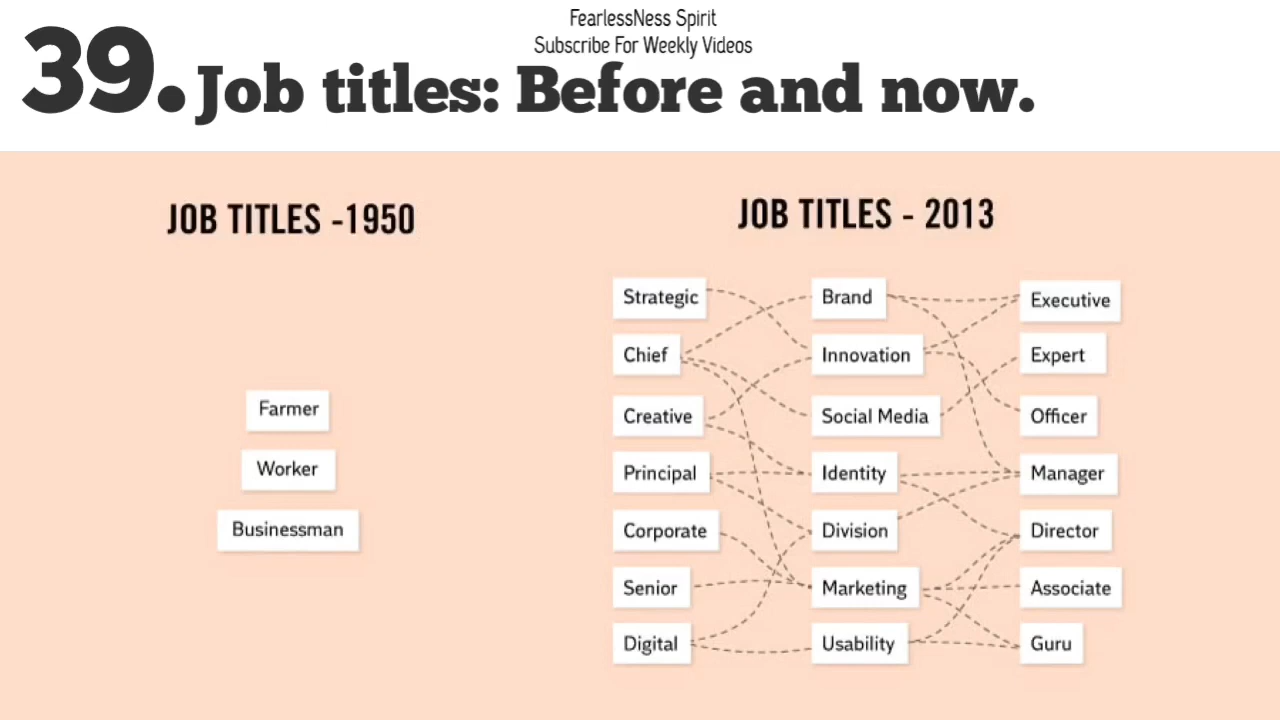 FearlessNess Spirit
Subscribe For Weekly Videos
39. Job titles: Before and now.
JOB TITLES -1950
Farmer
Worker
Businessman
JOB TITLES - 2013
Strategic Brand Executive
Chief Innovation Expert
Creative Social Media Officer
Principal Identity Manager
Corporate Division Director
Senior Marketing Associate
Digital Usability Guru